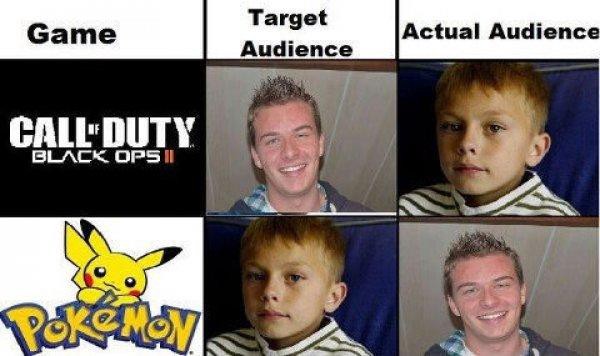 Game
Target
Audience
Actual Audience
CALL OF DUTY
BLACK OPS II
POKéMON